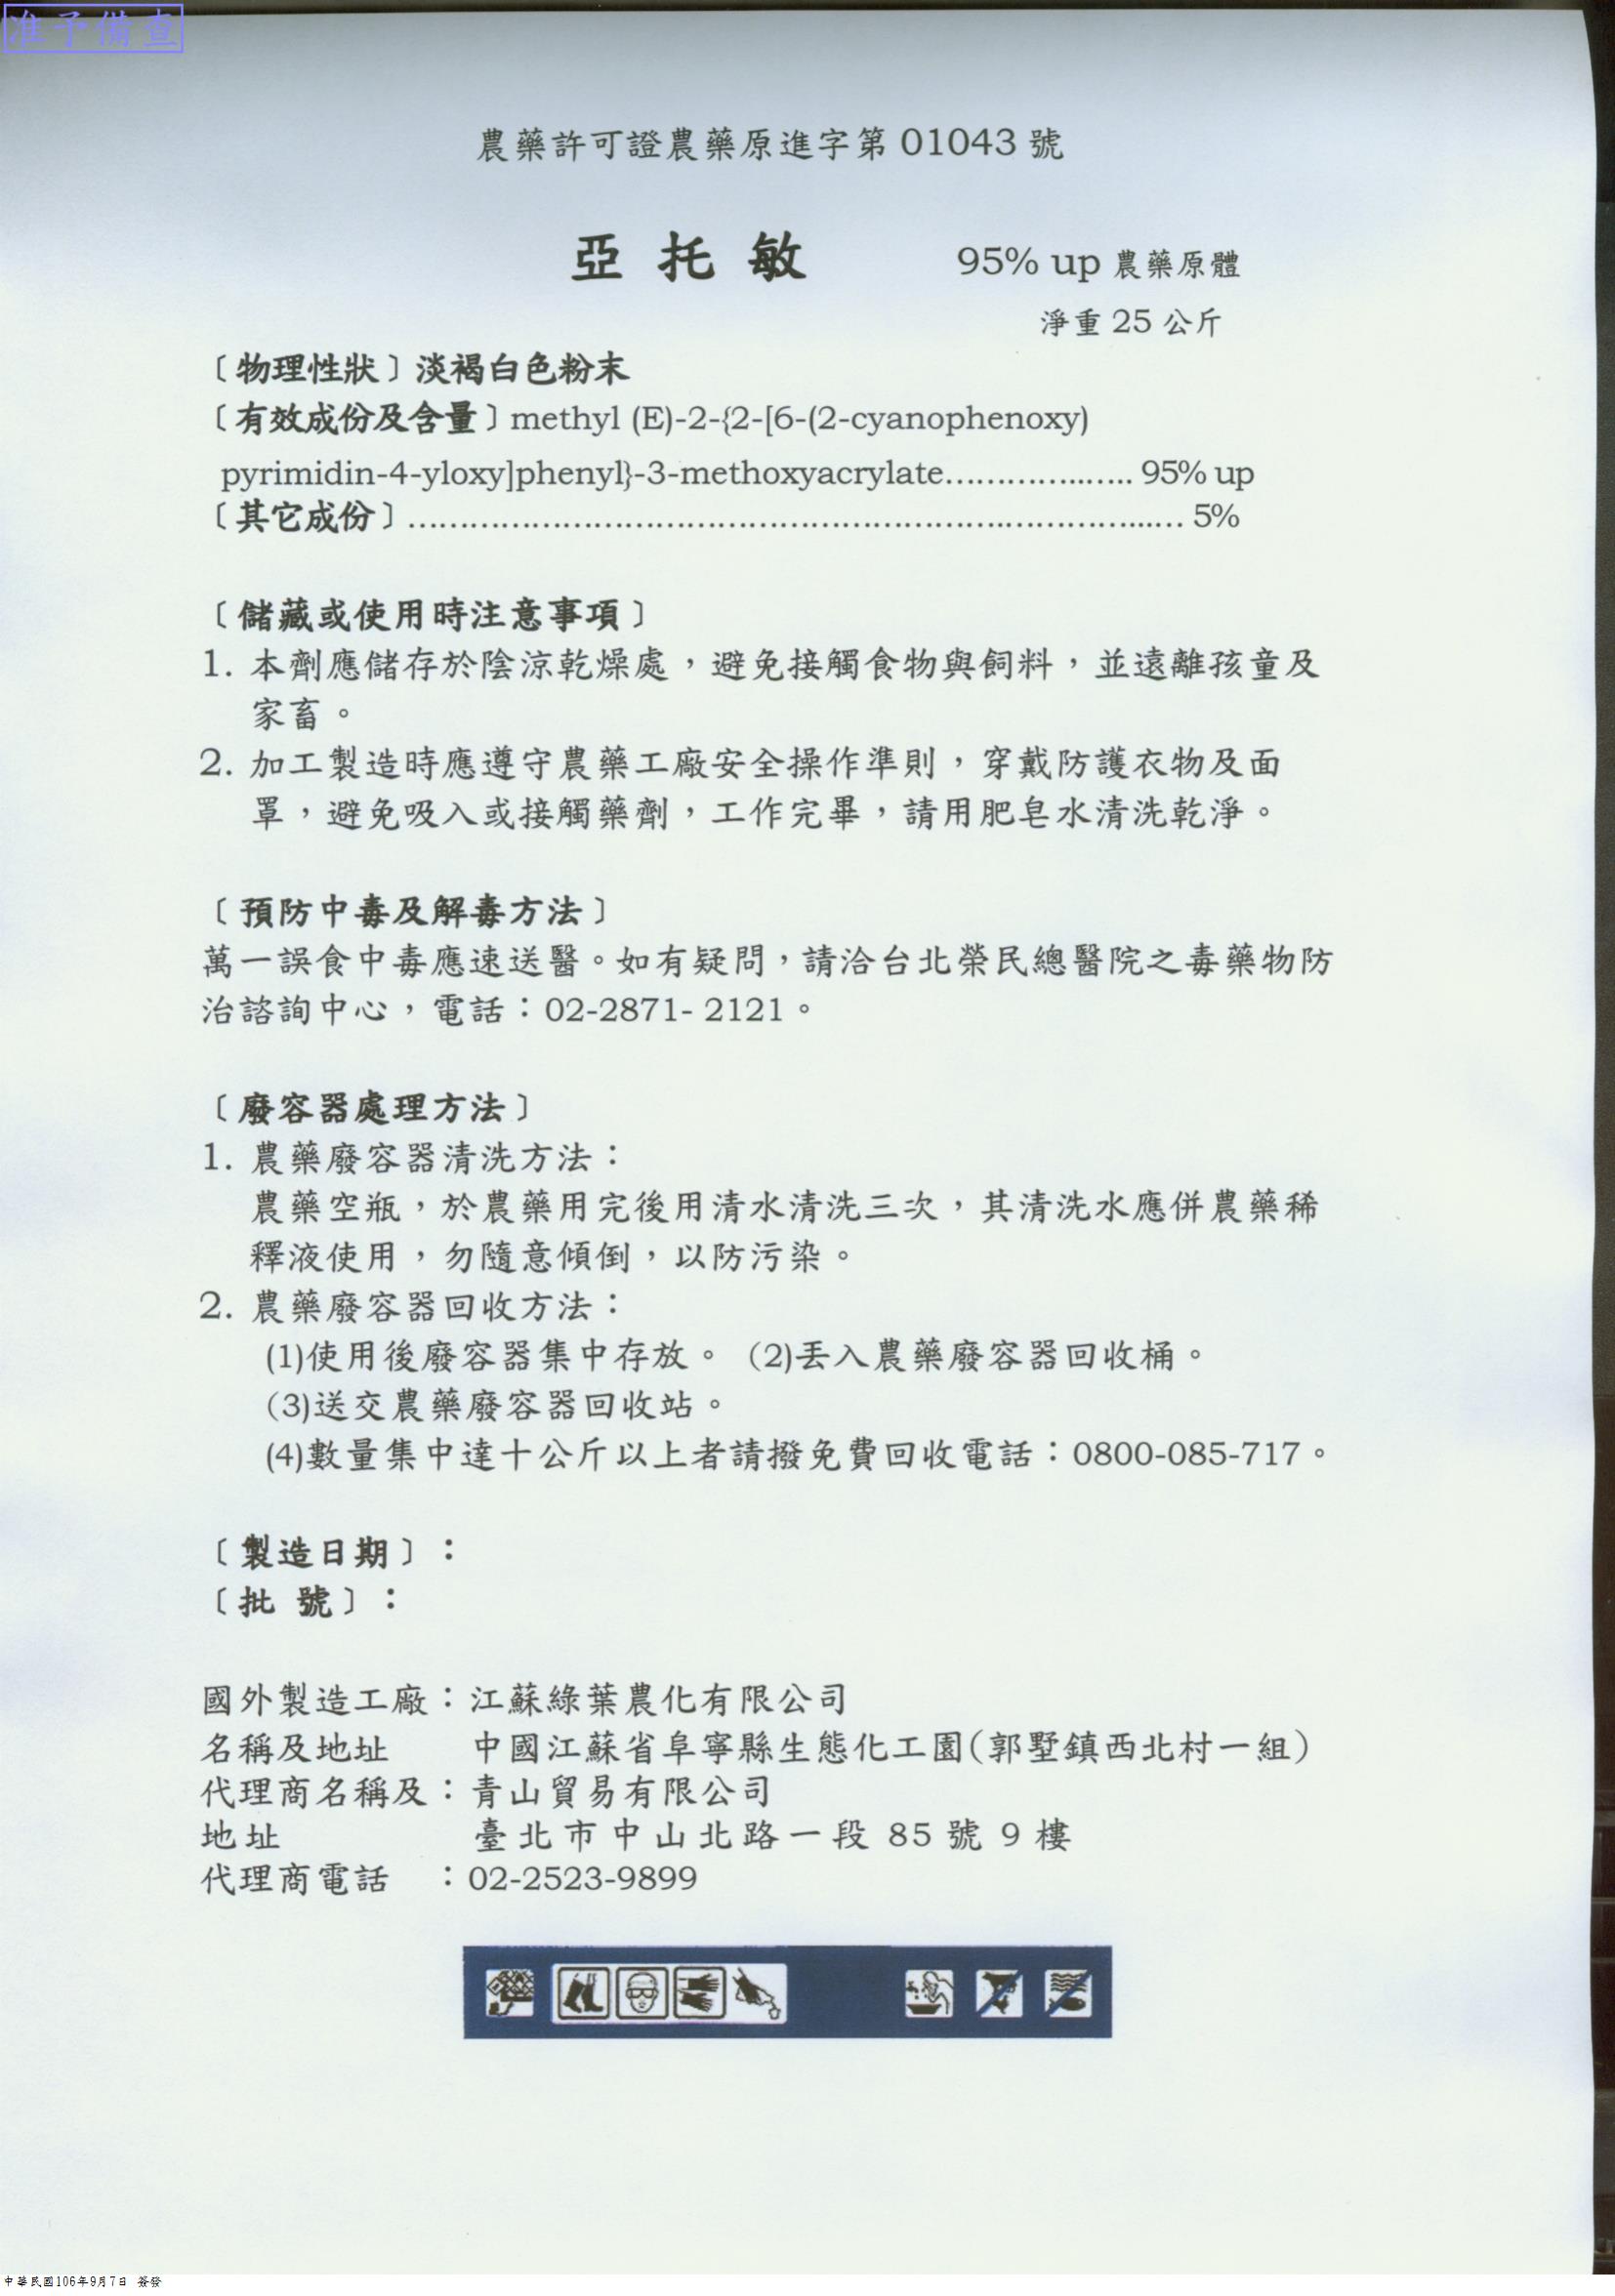 准予備查
農藥許可證農藥原進字第 01043 號
亞托敏 95% up 農藥原體
淨重 25 公斤
〔物理性狀〕淡褐白色粉末
〔有效成份及含量〕methyl (E)-2-{2-[6-(2-cyanophenoxy)
pyrimidin-4-yloxy]phenyl}-3-methoxyacrylate.................... 95% up
〔其它成份〕................................................................................ 5%
〔儲藏或使用時注意事項〕
1. 本劑應儲存於陰涼乾燥處，避免接觸食物與飼料，並遠離孩童及
家畜。
2. 加工製造時應遵守農藥工廠安全操作準則，穿戴防護衣物及面
罩，避免吸入或接觸藥劑，工作完畢，請用肥皂水清洗乾淨。
〔預防中毒及解毒方法〕
萬一誤食中毒應速送醫。如有疑問，請洽台北榮民總醫院之毒藥物防
治諮詢中心，電話：02-2871- 2121。
〔廢容器處理方法〕
1. 農藥廢容器清洗方法：
農藥空瓶，於農藥用完後用清水清洗三次，其清洗水應併農藥稀
釋液使用，勿隨意傾倒，以防污染。
2. 農藥廢容器回收方法：
(1)使用後廢容器集中存放。 (2)丟入農藥廢容器回收桶。
(3)送交農藥廢容器回收站。
(4)數量集中達十公斤以上者請撥免費回收電話：0800-085-717。
〔製造日期〕：
〔批 號〕：
國外製造工廠：江蘇綠葉農化有限公司
名稱及地址 中國江蘇省阜寧縣生態化工園(郭墅鎮西北村一組)
代理商名稱及：青山貿易有限公司
地址 臺北市中山北路一段 85 號 9 樓
代理商電話 ：02-2523-9899
中華民國106年9月7日 簽發